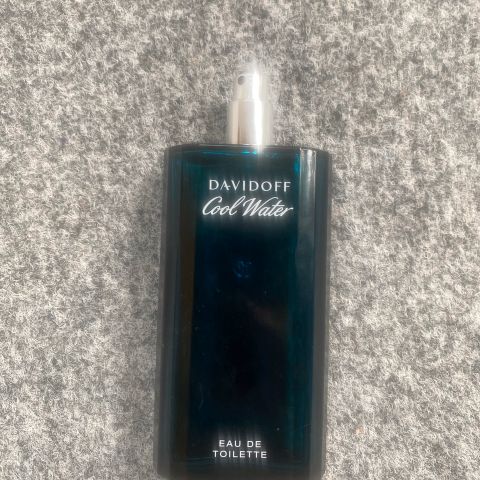 DAVIDOFF
Cool Water
EAU DE
TOILETTE